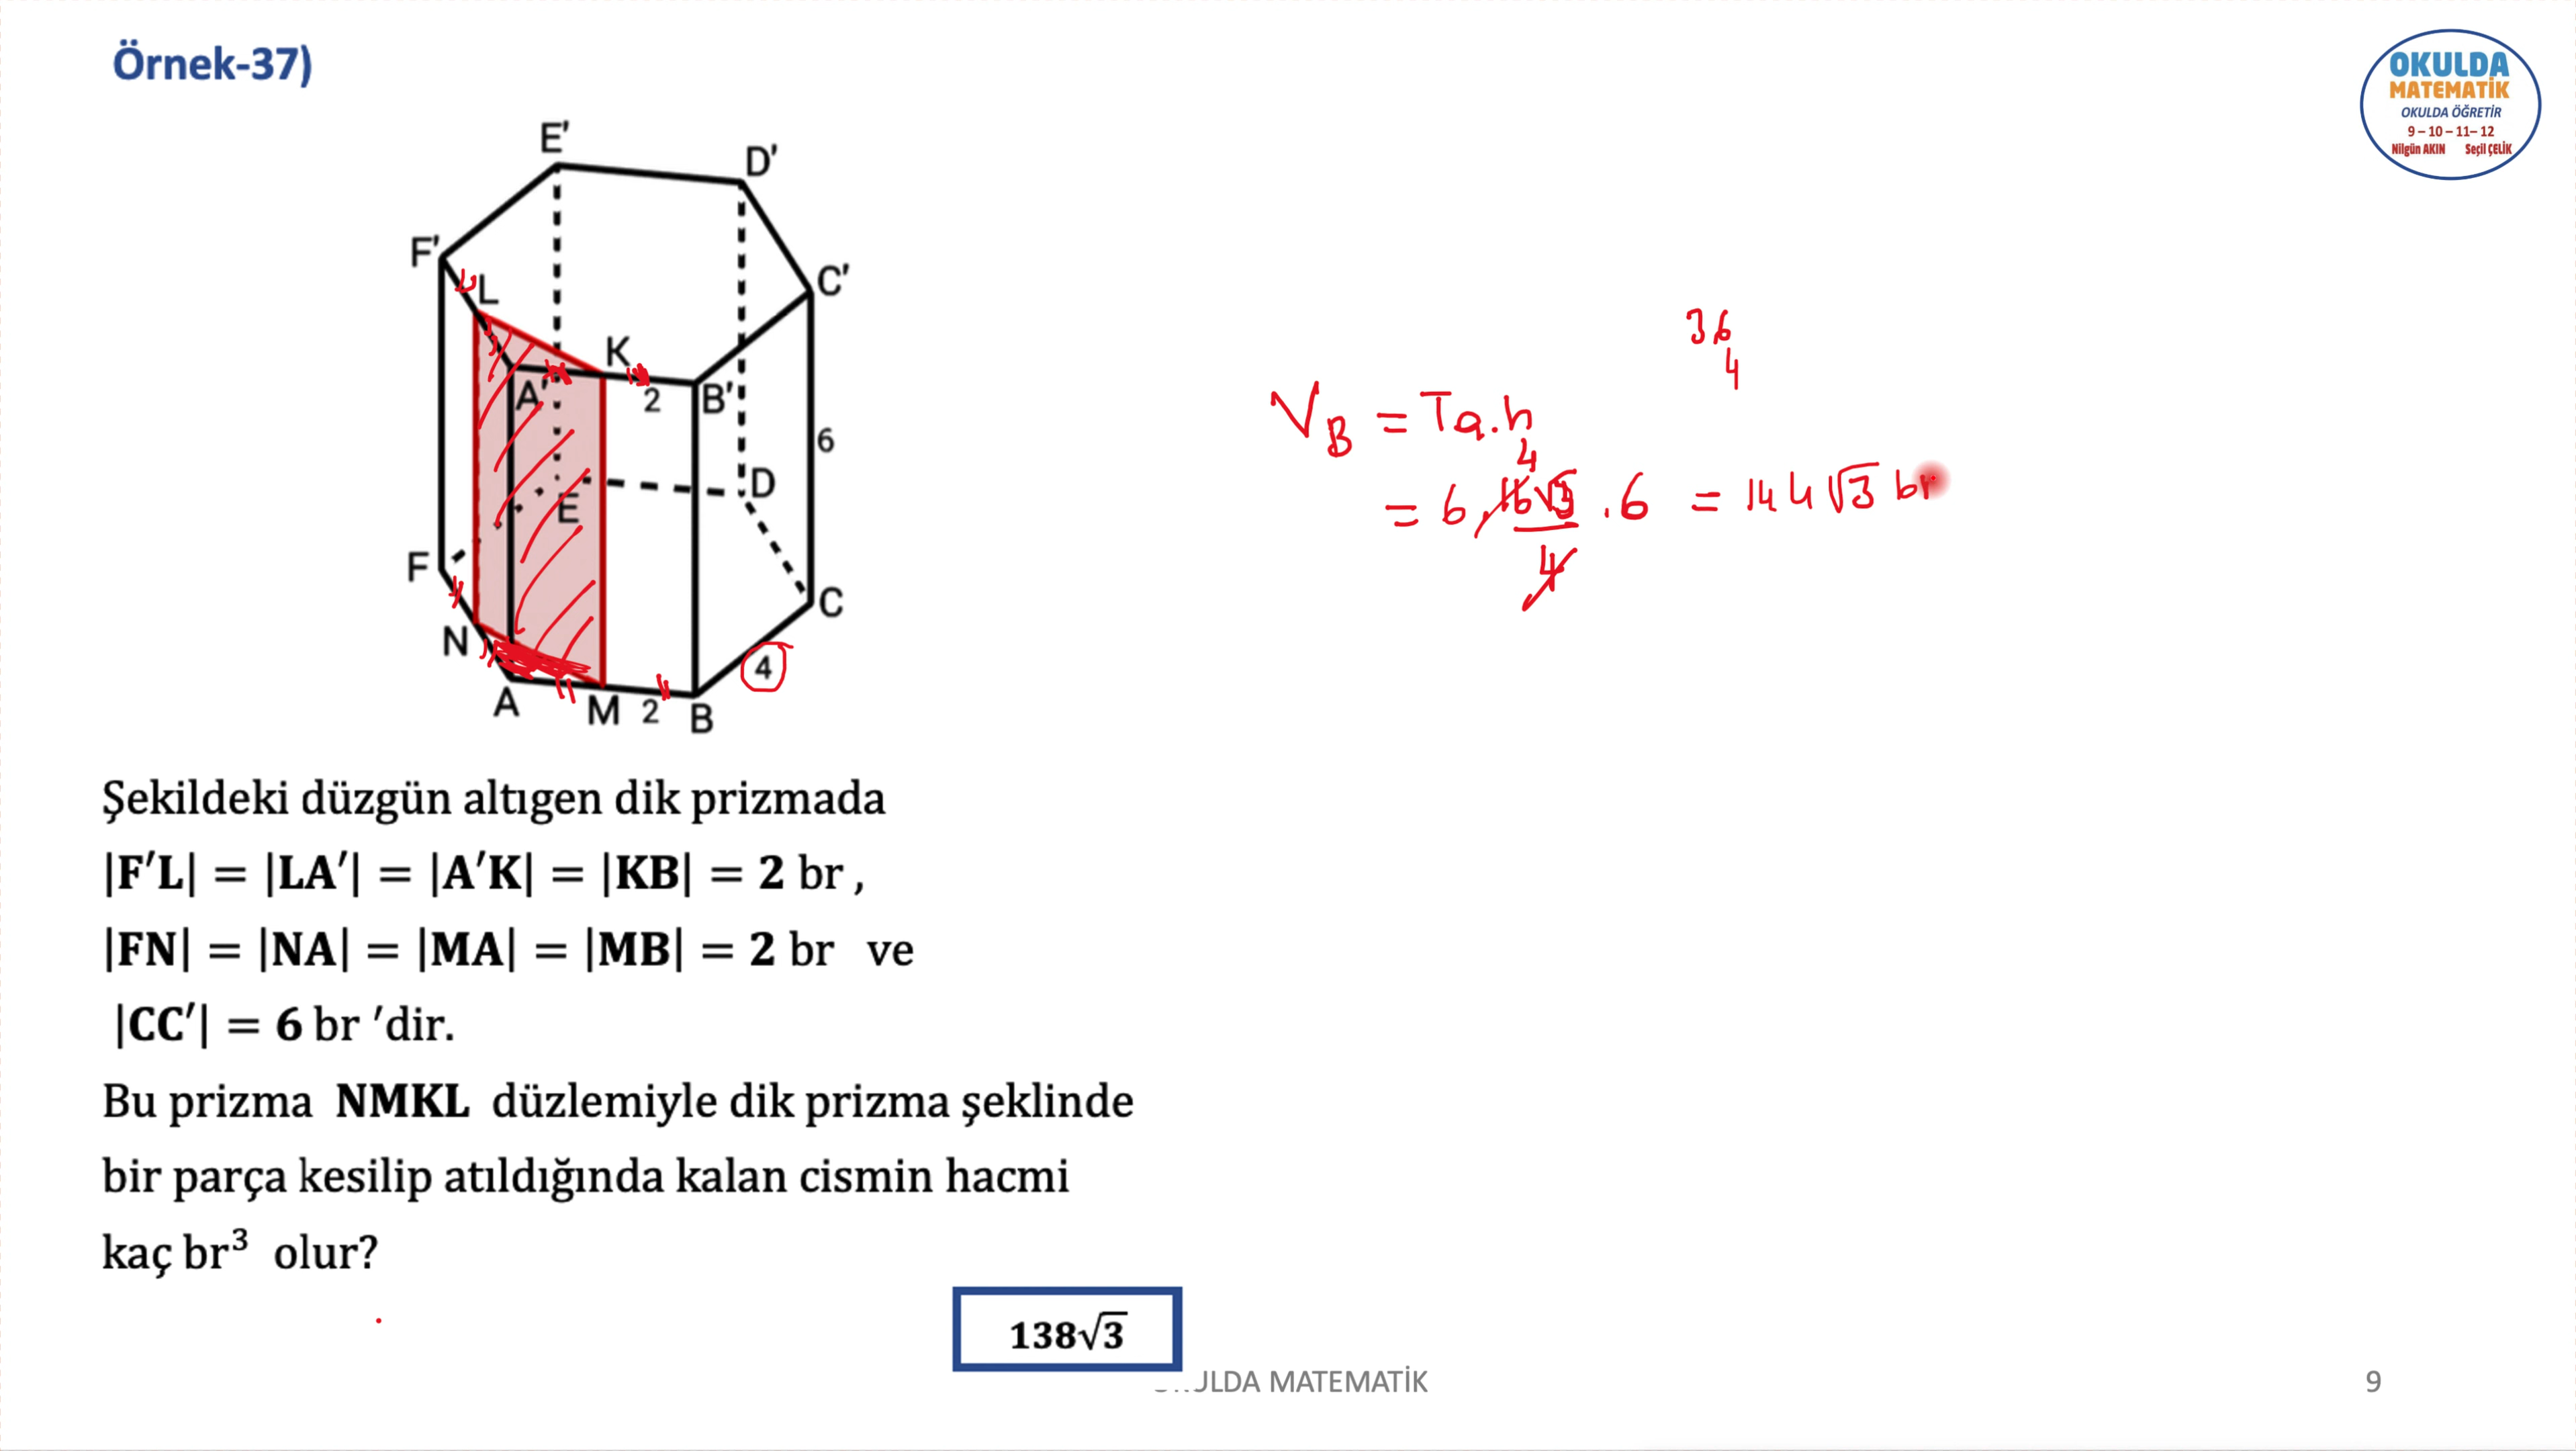 Örnek-37)
OKULDA
MATEMATİK
OKULDA ÖĞRETİR
9 – 10 – 11– 12
Nilgün AKIN Seçil ÇELİK
E'
D'
F'
L
C'
K
A'
2
B'
6
D
E
F
C
N
4
A
M
2
B
36
4
V_B = Ta.h
4
= 6.16√3/4 .6 = 144√3 br
Şekildeki düzgün altıgen dik prizmada
|F′L| = |LA′| = |A′K| = |KB| = 2 br ,
|FN| = |NA| = |MA| = |MB| = 2 br ve
|CC′| = 6 br ′dir.
Bu prizma NMKL düzlemiyle dik prizma şeklinde
bir parça kesilip atıldığında kalan cismin hacmi
kaç br³ olur?
138√3
ULDA MATEMATİK
9